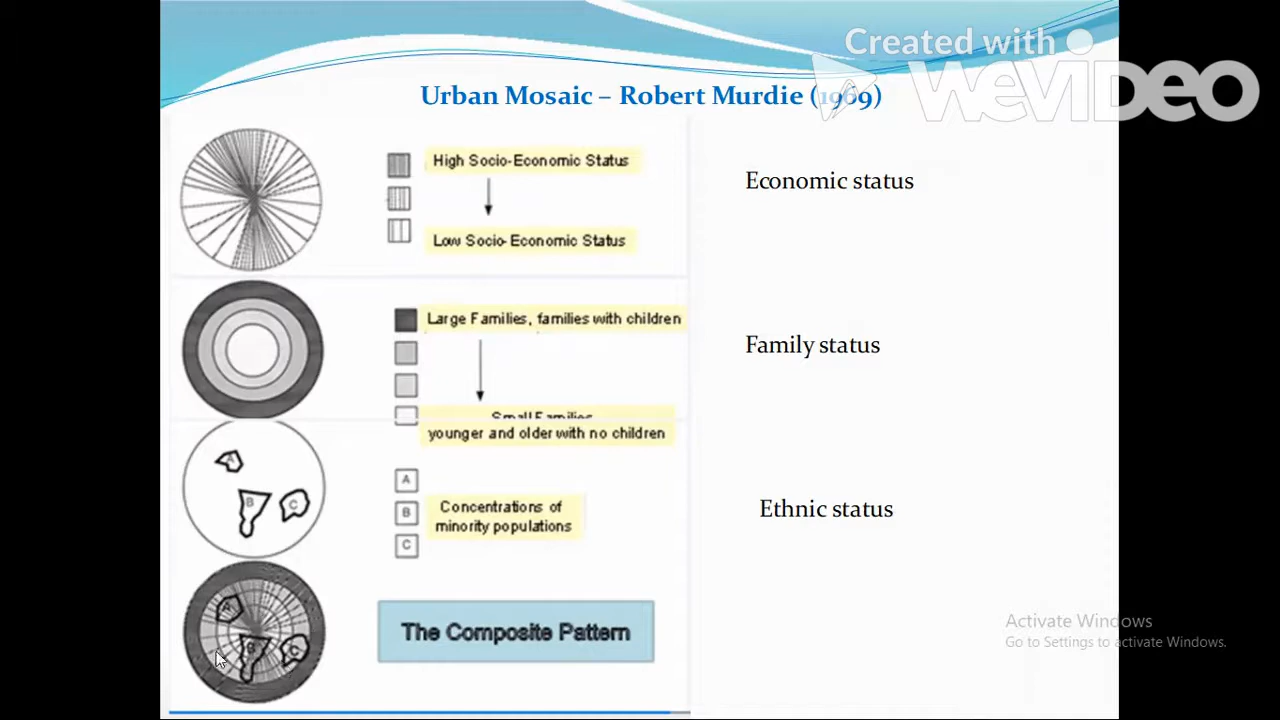 Created with
WEVIDEO
Urban Mosaic – Robert Murdie (1969)
High Socio-Economic Status
Economic status
Low Socio-Economic Status
Large Families, families with children
Family status
Small Families
younger and older with no children
A
A
B
C
B
C
Concentrations of
minority populations
Ethnic status
A
B
C
The Composite Pattern
Activate Windows
Go to Settings to activate Windows.